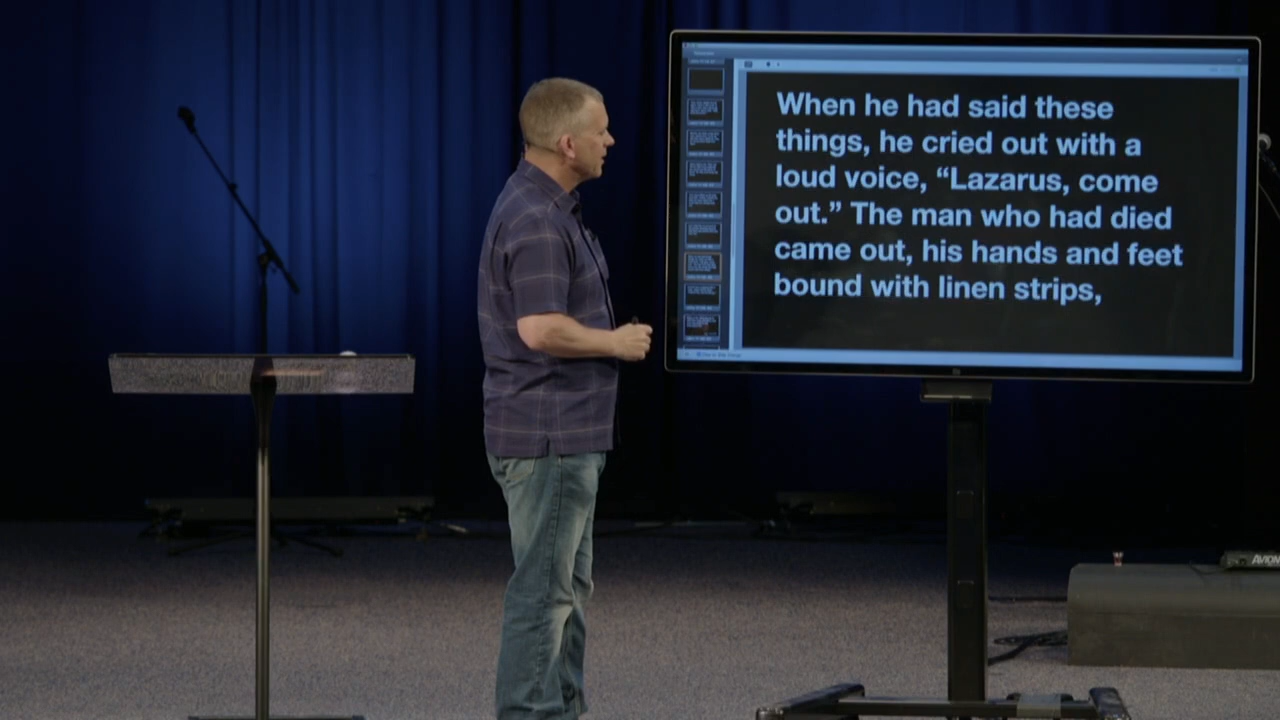 When he had said these
things, he cried out with a
loud voice, “Lazarus, come
out.” The man who had died
came out, his hands and feet
bound with linen strips,